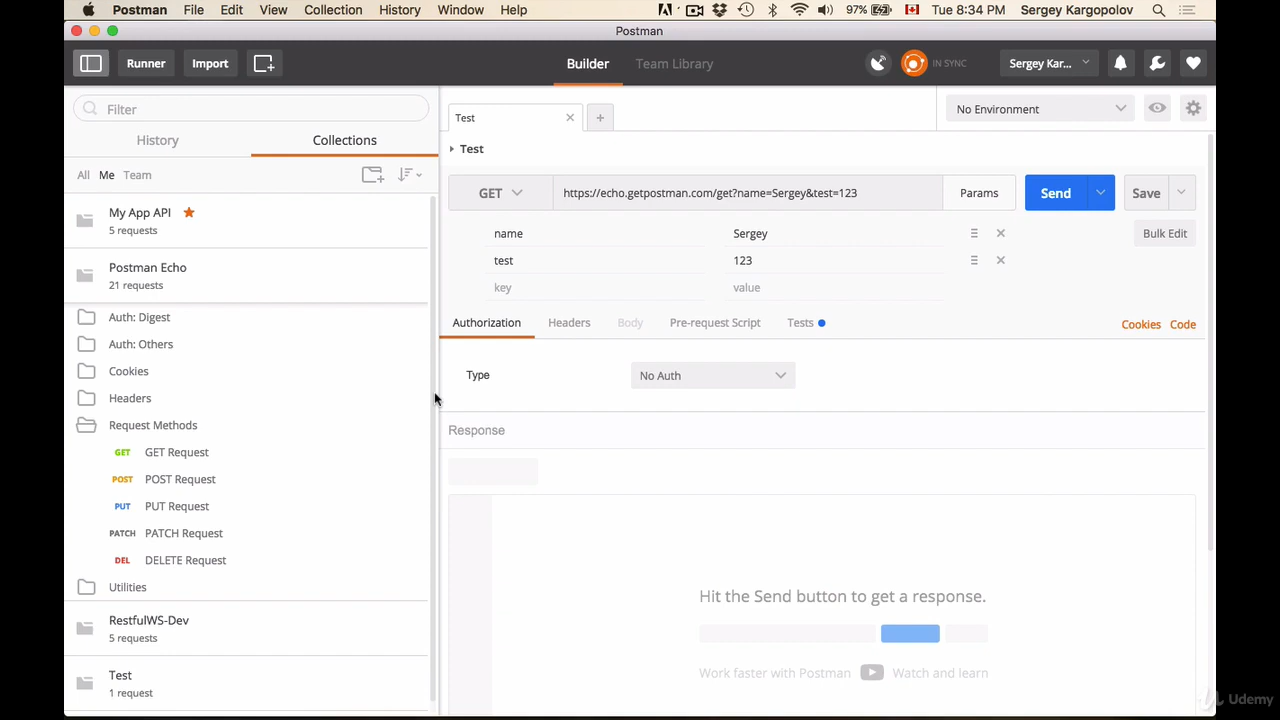 Postman File Edit View Collection History Window Help 97% Tue 8:34 PM Sergey Kargopolov
Postman
Runner Import Builder Team Library IN SYNC Sergey Kar...
Filter
History Collections
All Me Team
My App API
5 requests
Postman Echo
21 requests
Auth: Digest
Auth: Others
Cookies
Headers
Request Methods
GET GET Request
POST POST Request
PUT PUT Request
PATCH PATCH Request
DEL DELETE Request
Utilities
RestfulWS-Dev
5 requests
Test
1 request
Test No Environment
Test
GET https://echo.getpostman.com/get?name=Sergey&test=123 Params Send Save
name Sergey Bulk Edit
test 123
key value
Authorization Headers Body Pre-request Script Tests Cookies Code
Type No Auth
Response
Hit the Send button to get a response.
Work faster with Postman Watch and learn
Udemy